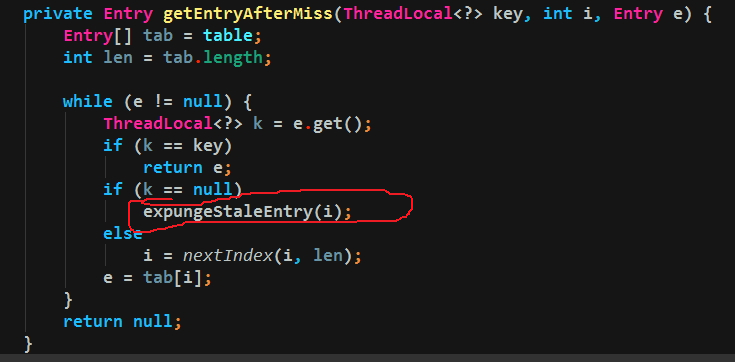 private Entry getEntryAfterMiss(ThreadLocal<?> key, int i, Entry e) {
Entry[] tab = table;
int len = tab.length;
while (e != null) {
ThreadLocal<?> k = e.get();
if (k == key)
return e;
if (k == null)
expungeStaleEntry(i);
else
i = nextIndex(i, len);
e = tab[i];
}
return null;
}